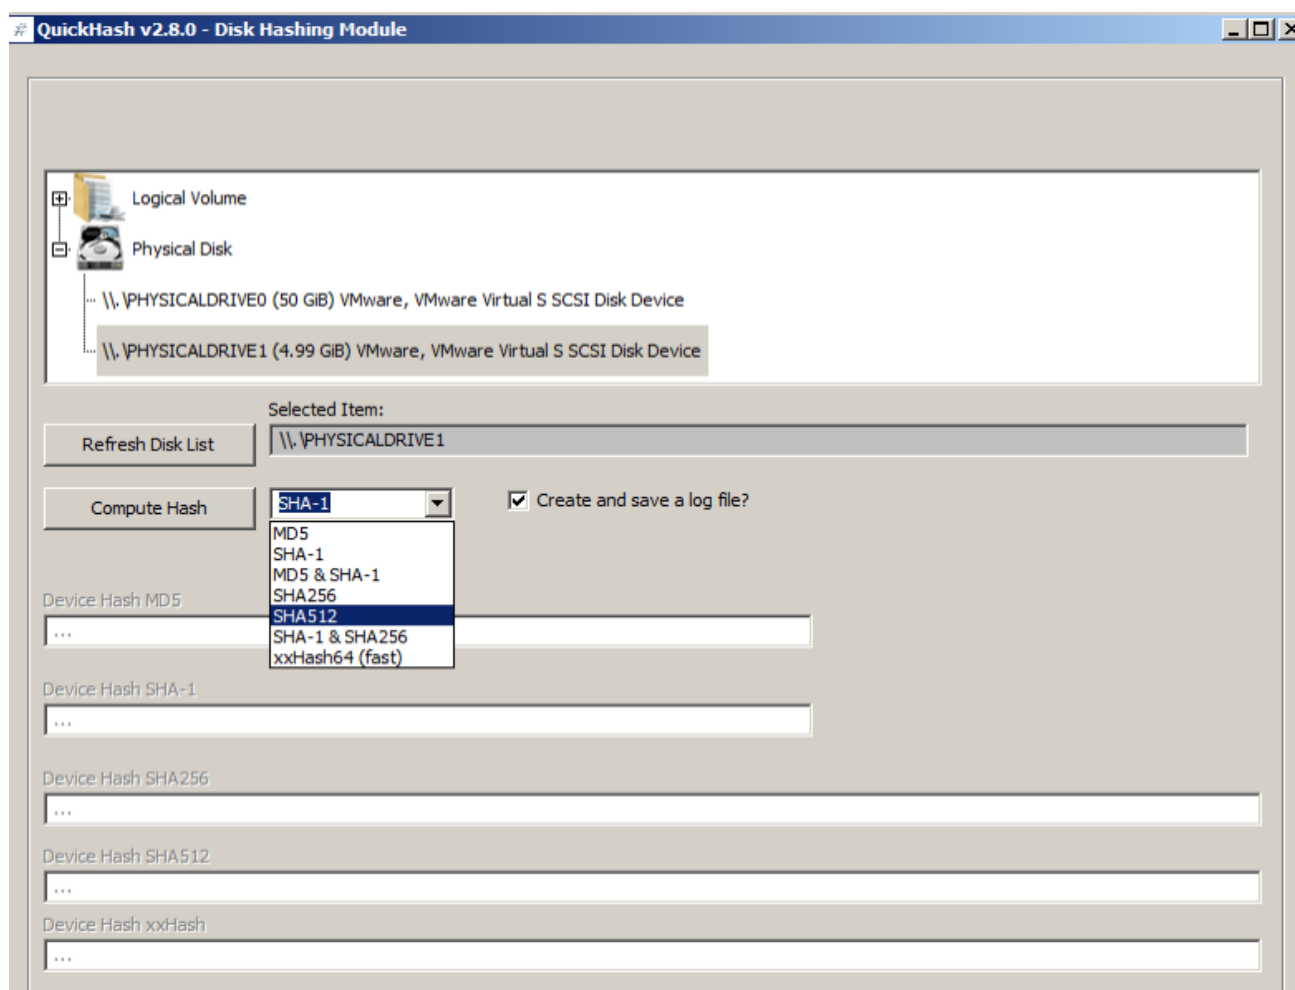 QuickHash v2.8.0 - Disk Hashing Module
Logical Volume
Physical Disk
\\.\PHYSICALDRIVE0 (50 GiB) VMware, VMware Virtual S SCSI Disk Device
\\.\PHYSICALDRIVE1 (4.99 GiB) VMware, VMware Virtual S SCSI Disk Device
Selected Item:
Refresh Disk List
\\.\PHYSICALDRIVE1
Compute Hash
SHA-1
Create and save a log file?
MD5
SHA-1
MD5 & SHA-1
SHA256
SHA512
SHA-1 & SHA256
xxHash64 (fast)
Device Hash MD5
...
Device Hash SHA-1
...
Device Hash SHA256
...
Device Hash SHA512
...
Device Hash xxHash
...